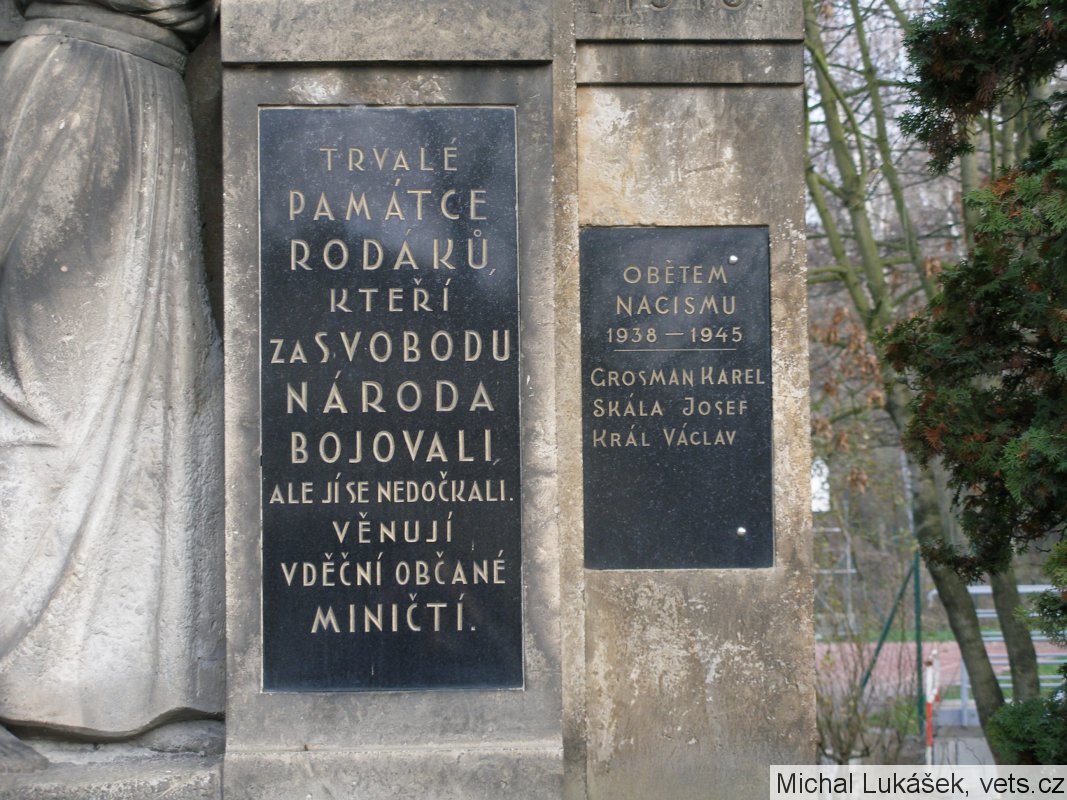 TRVALÉ
PAMÁTCE
RODÁKŮ,
KTEŘÍ
ZA SVOBODU
NÁRODA
BOJOVALI,
ALE JÍ SE NEDOČKALI.
VĚNUJÍ
VDĚČNÍ OBČANÉ
MINIČTÍ.
OBĚTEM
NACISMU
1938 — 1945
GROSMAN KAREL
SKÁLA JOSEF
KRÁL VÁCLAV
Michal Lukášek, vets.cz